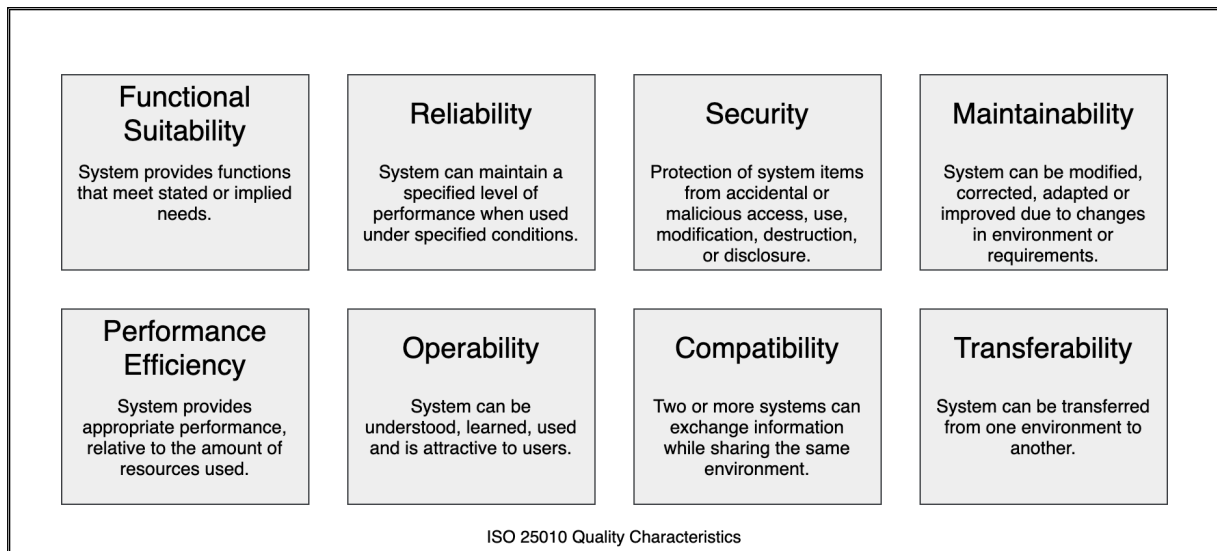 Functional
Suitability
System provides functions
that meet stated or implied
needs.
Reliability
System can maintain a
specified level of
performance when used
under specified conditions.
Security
Protection of system items
from accidental or
malicious access, use,
modification, destruction,
or disclosure.
Maintainability
System can be modified,
corrected, adapted or
improved due to changes
in environment or
requirements.
Performance
Efficiency
System provides
appropriate performance,
relative to the amount of
resources used.
Operability
System can be
understood, learned, used
and is attractive to users.
Compatibility
Two or more systems can
exchange information
while sharing the same
environment.
Transferability
System can be transferred
from one environment to
another.
ISO 25010 Quality Characteristics